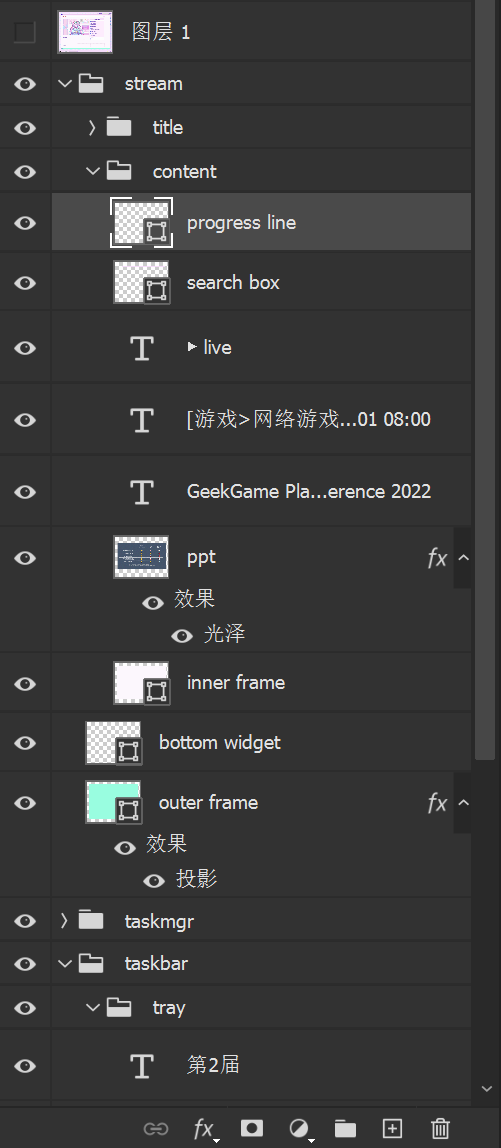 图层 1
stream
title
content
progress line
search box
▶ live
[游戏>网络游戏...01 08:00
GeekGame Pla...erence 2022
ppt
fx
效果
光泽
inner frame
bottom widget
outer frame
fx
效果
投影
taskmgr
taskbar
tray
第2届
fx